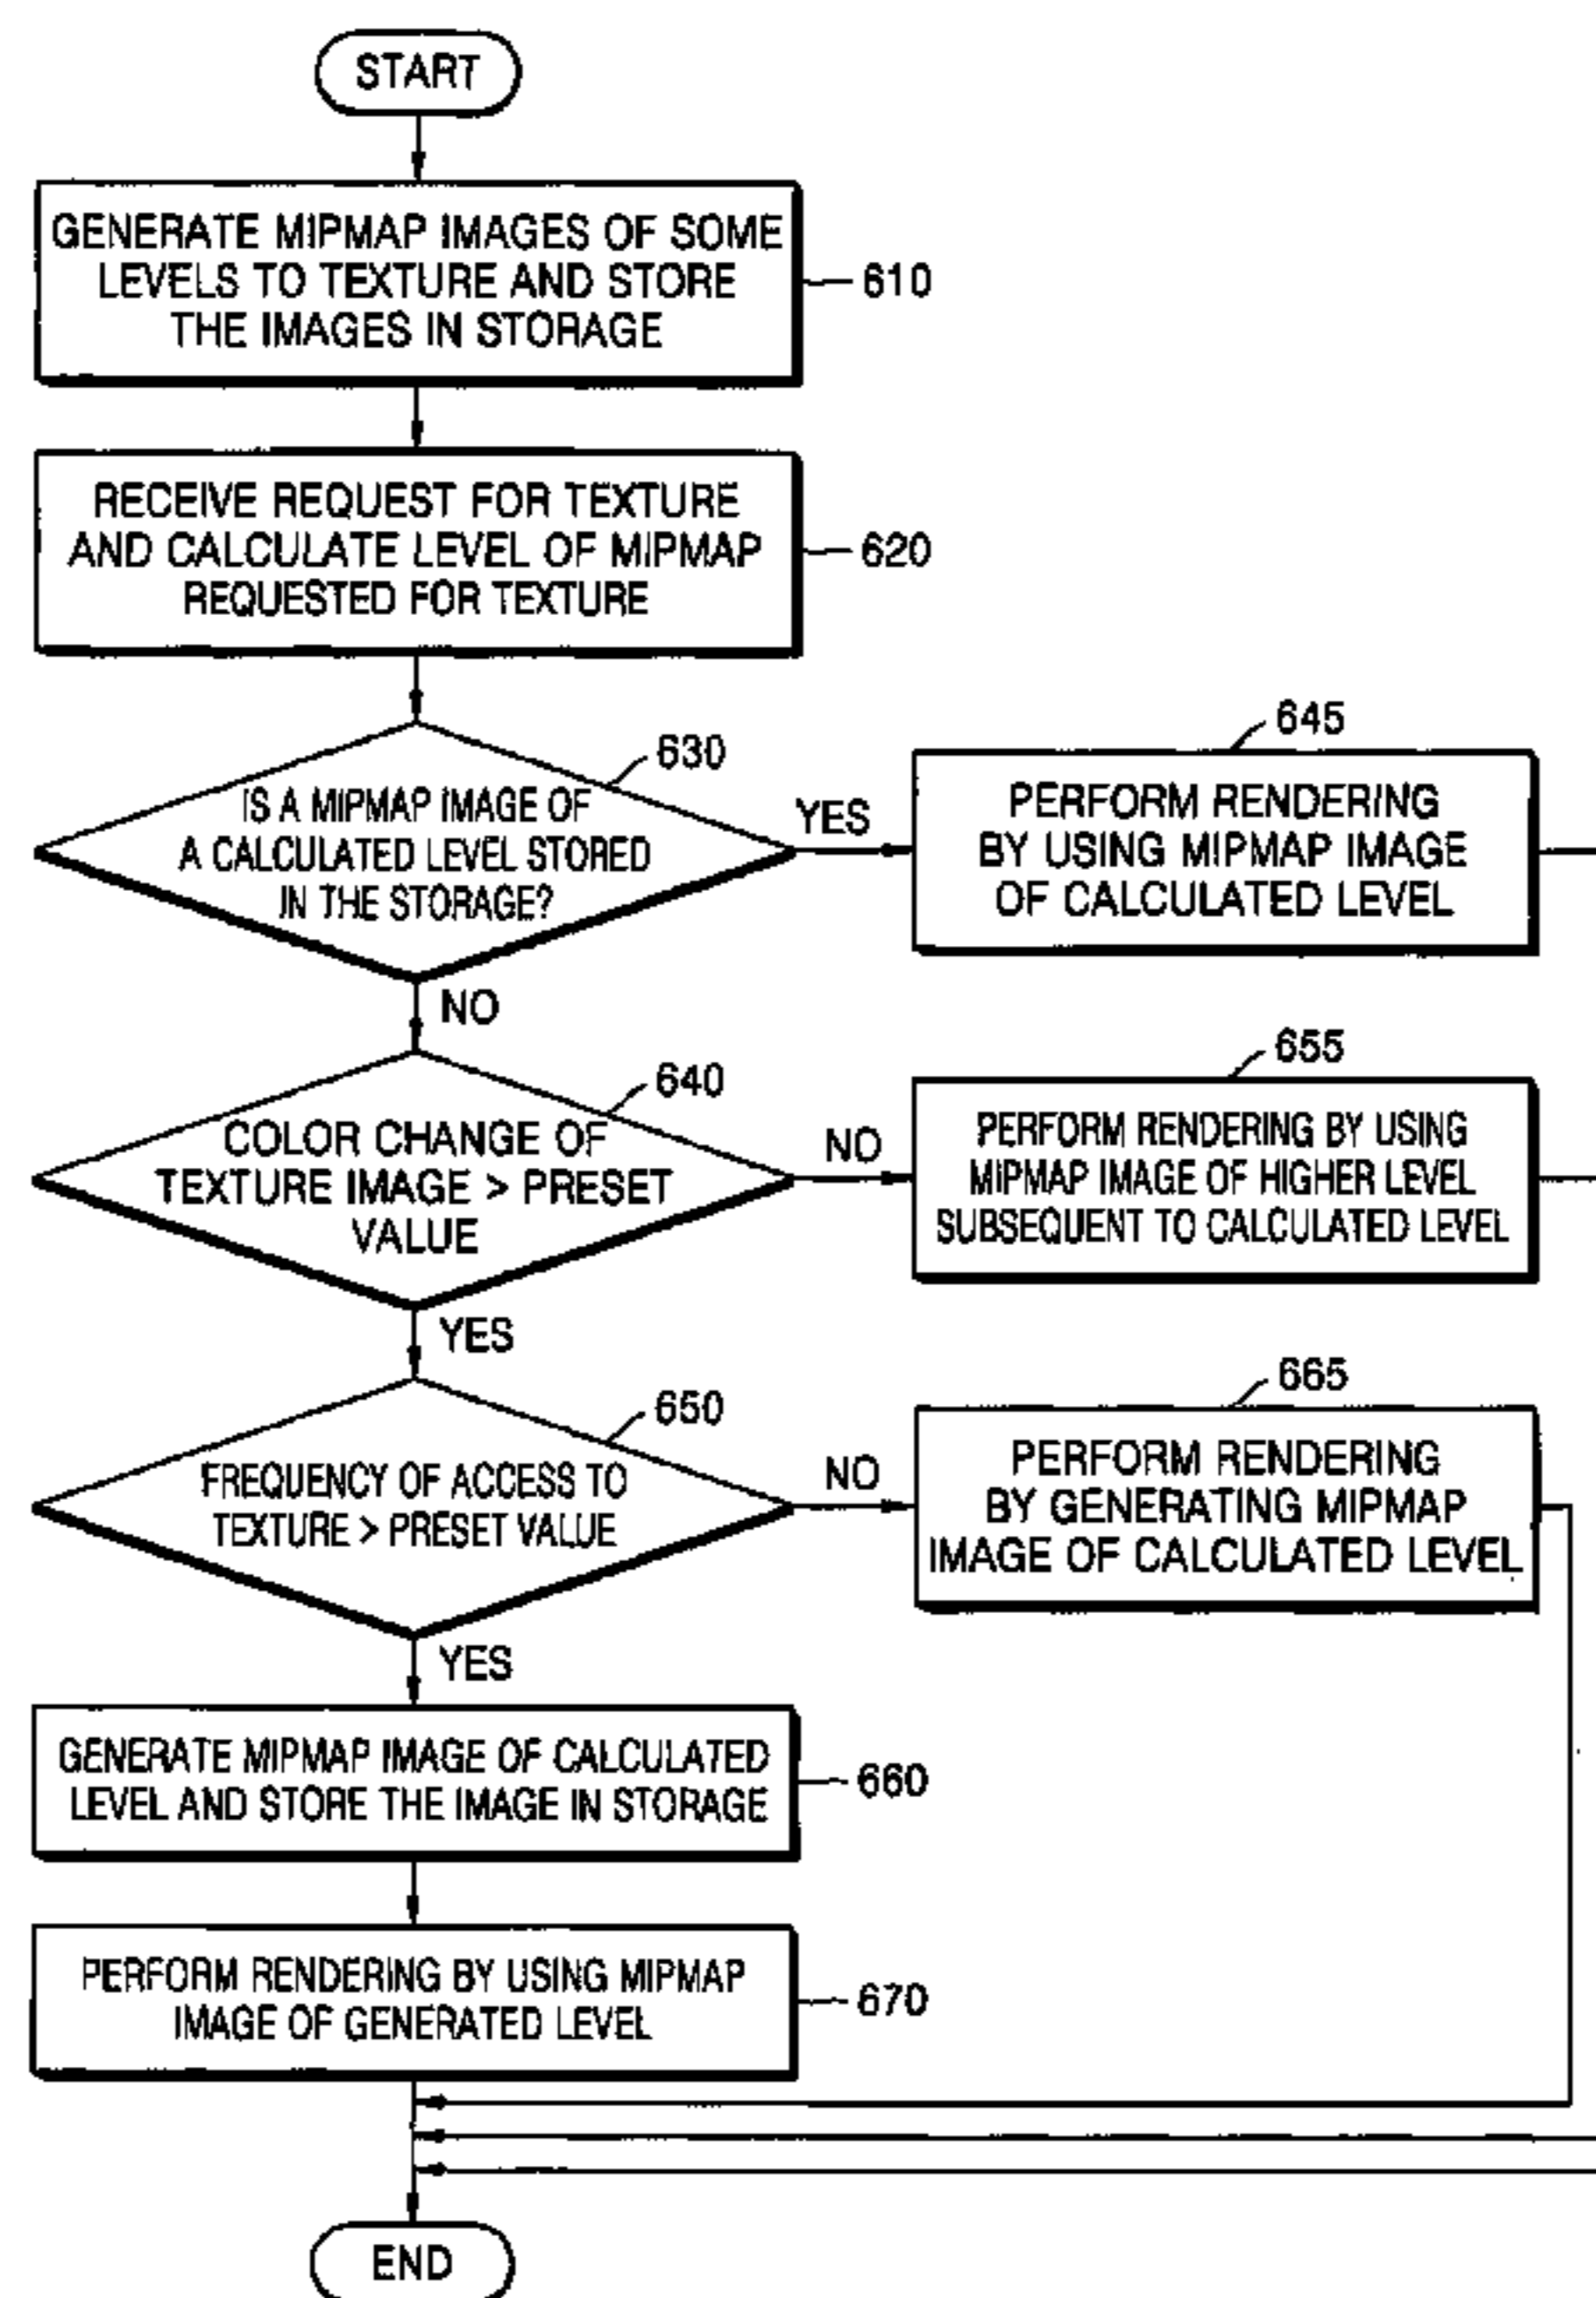 START
GENERATE MIPMAP IMAGES OF SOME
LEVELS TO TEXTURE AND STORE
THE IMAGES IN STORAGE
610
RECEIVE REQUEST FOR TEXTURE
AND CALCULATE LEVEL OF MIPMAP
REQUESTED FOR TEXTURE
620
630
IS A MIPMAP IMAGE OF
A CALCULATED LEVEL STORED
IN THE STORAGE?
YES
645
PERFORM RENDERING
BY USING MIPMAP IMAGE
OF CALCULATED LEVEL
NO
640
COLOR CHANGE OF
TEXTURE IMAGE > PRESET
VALUE
NO
655
PERFORM RENDERING BY USING
MIPMAP IMAGE OF HIGHER LEVEL
SUBSEQUENT TO CALCULATED LEVEL
YES
650
FREQUENCY OF ACCESS TO
TEXTURE > PRESET VALUE
NO
665
PERFORM RENDERING
BY GENERATING MIPMAP
IMAGE OF CALCULATED LEVEL
YES
GENERATE MIPMAP IMAGE OF CALCULATED
LEVEL AND STORE THE IMAGE IN STORAGE
660
PERFORM RENDERING BY USING MIPMAP
IMAGE OF GENERATED LEVEL
670
END